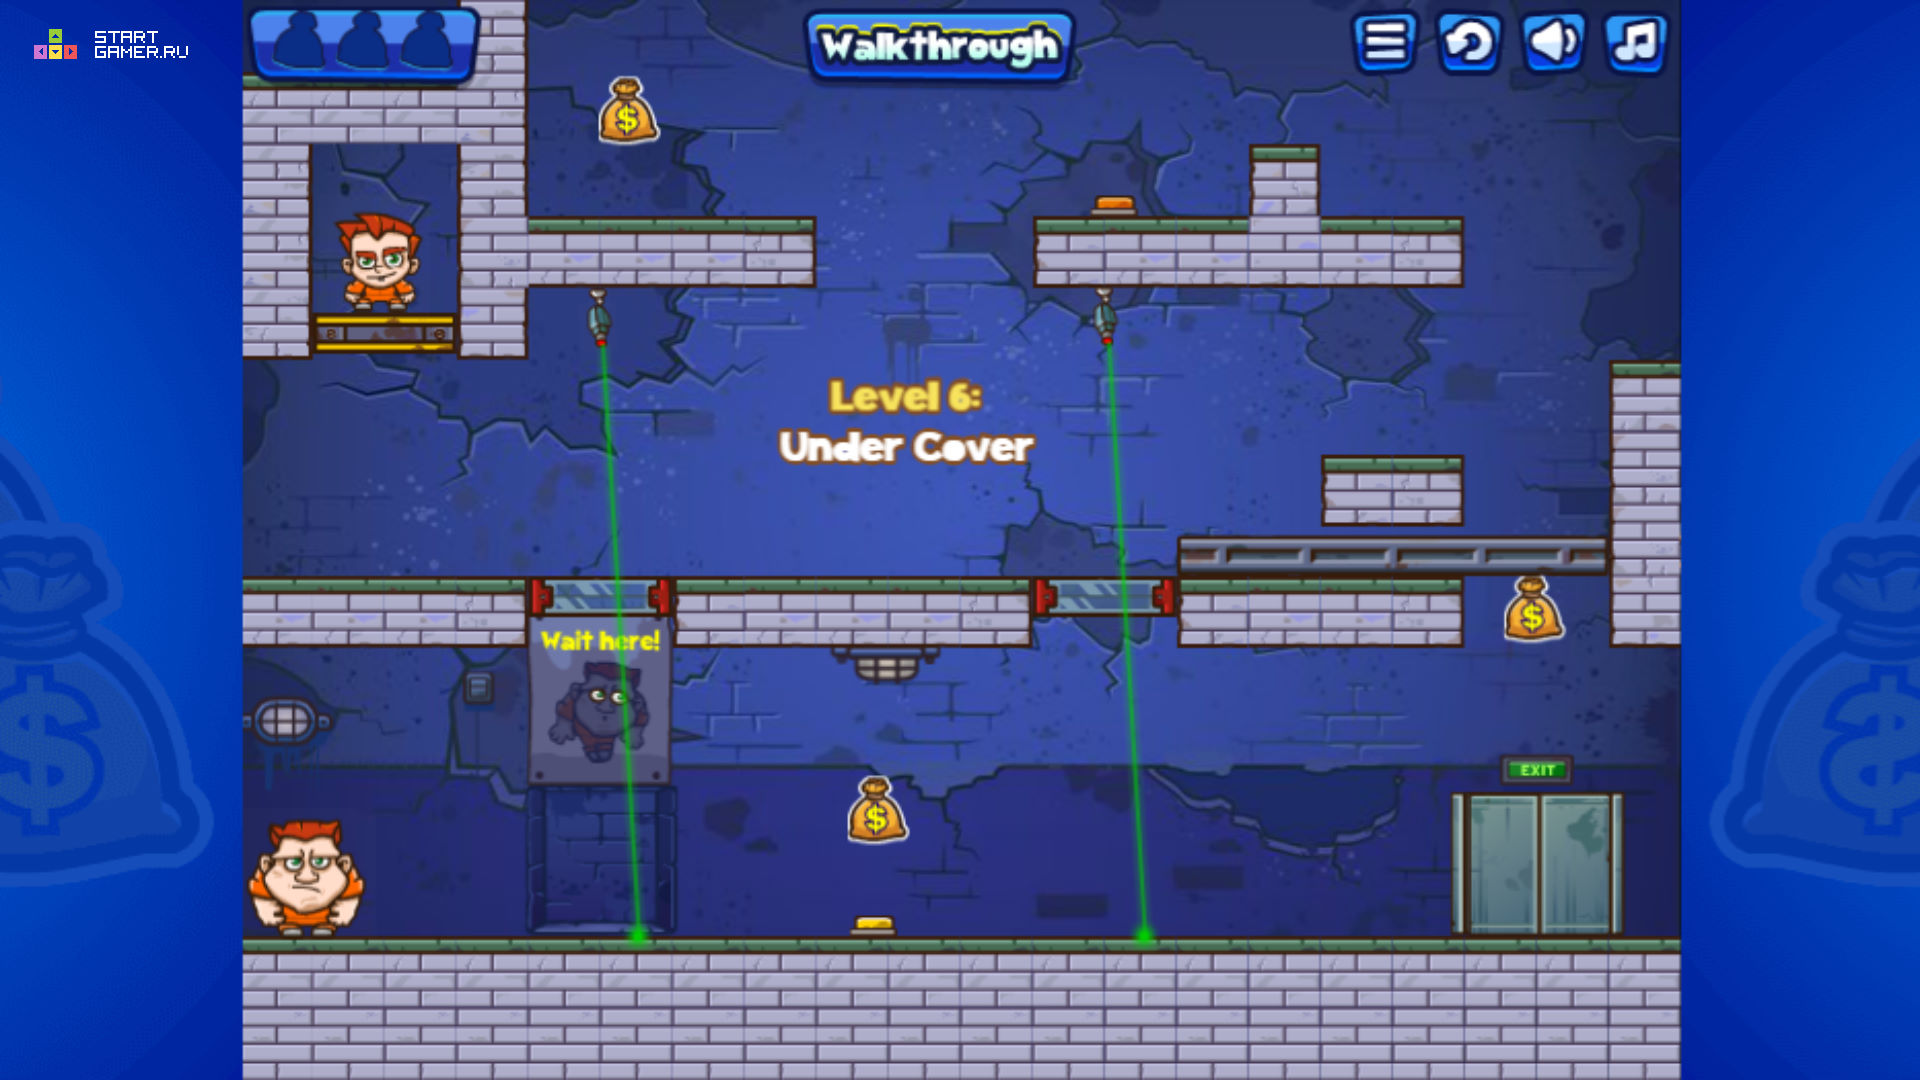 START
GAMER.RU
Walkthrough
$
Level 6:
Under Cover
$
Wait here!
EXIT
$